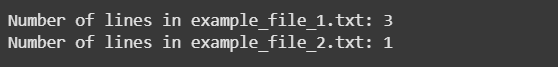 Number of lines in example_file_1.txt: 3
Number of lines in example_file_2.txt: 1